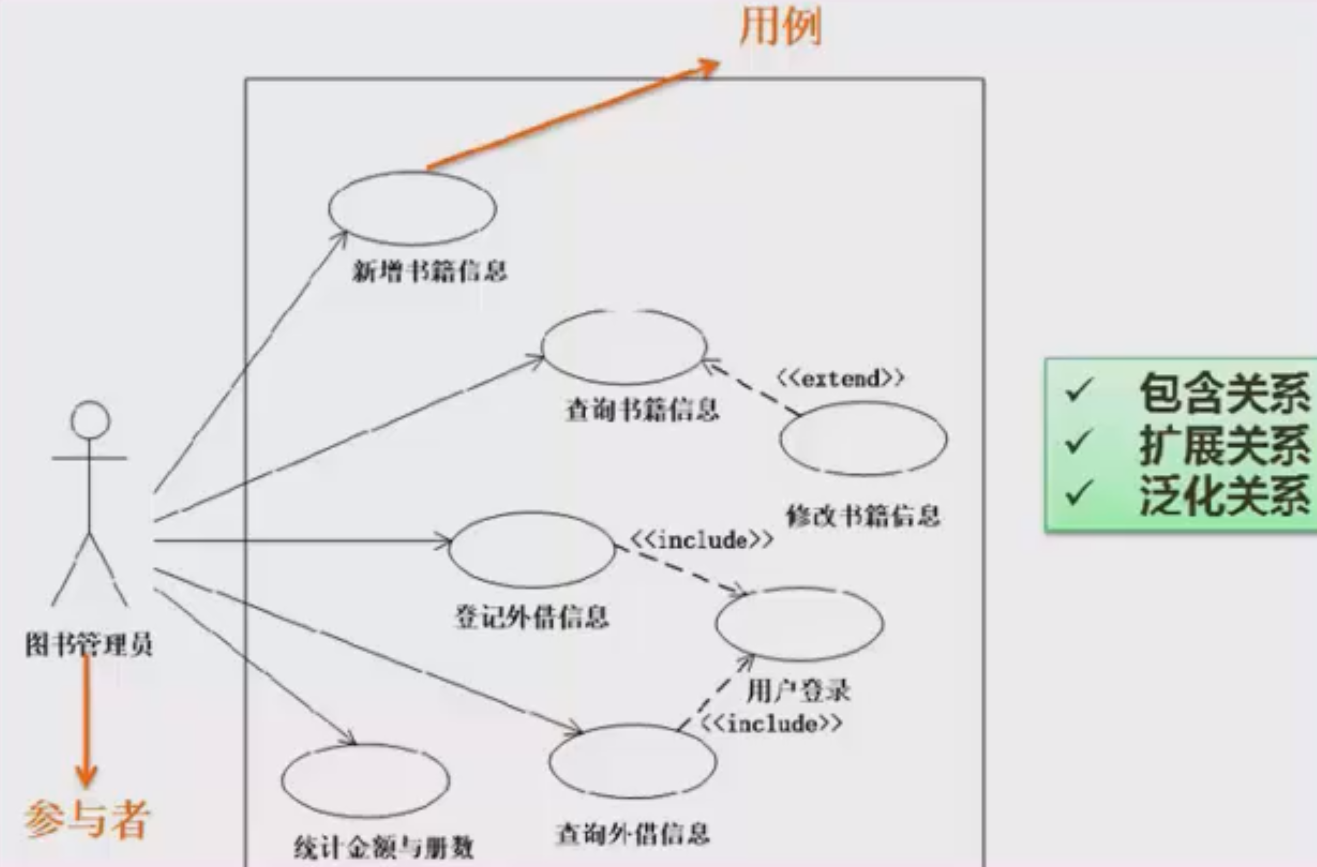 用例
新增书籍信息
<<extend>>
查询书籍信息
包含关系
扩展关系
泛化关系
修改书籍信息
<<include>>
登记外借信息
图书管理员
用户登录
<<include>>
参与者
查询外借信息
统计金额与册数